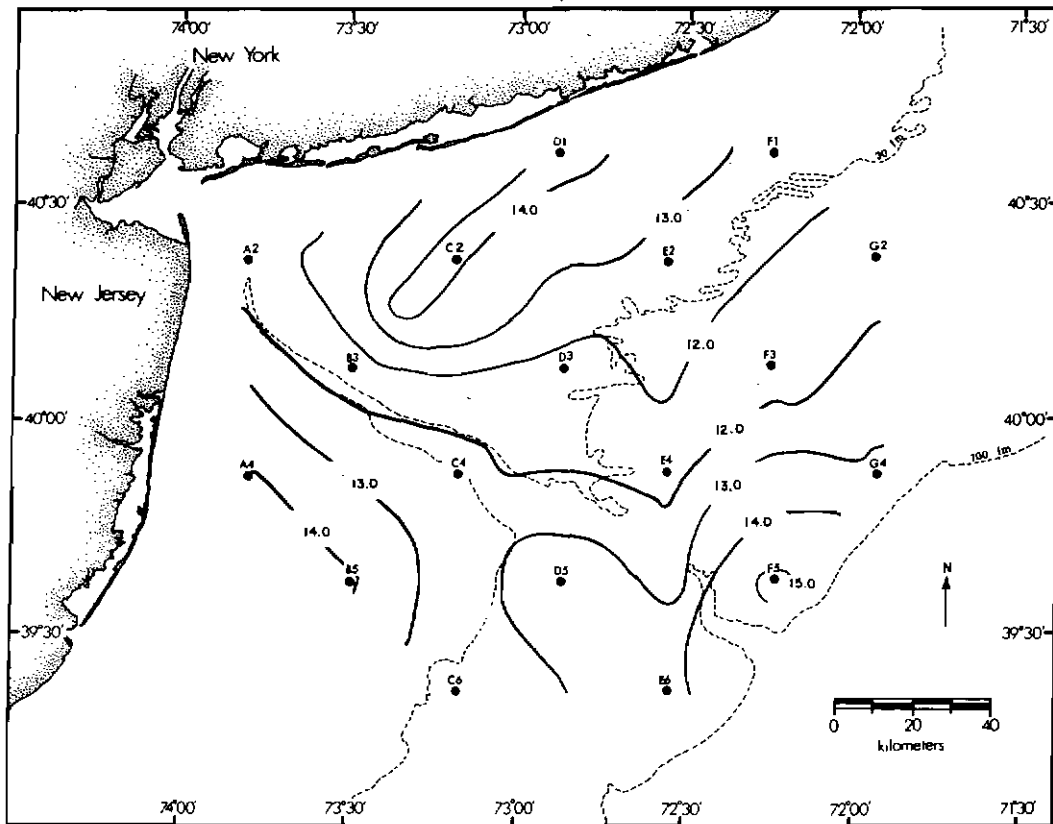 74°00' 73°30' 73°00' 72°30' 72°00' 71°30'
New York
30 fm
D1 F1
40°30' 14.0 13.0 40°30'
A2 C2 E2 G2
New Jersey
12.0
B3 D3 F3
40°00' 12.0 40°00'
100 fm
A4 13.0 C4 E4 13.0 G4
14.0 14.0
B5 D5 F5 15.0
N
39°30' 39°30'
C6 E6
0 20 40
kilometers
74°00' 73°30' 73°00' 72°30' 72°00' 71°30'